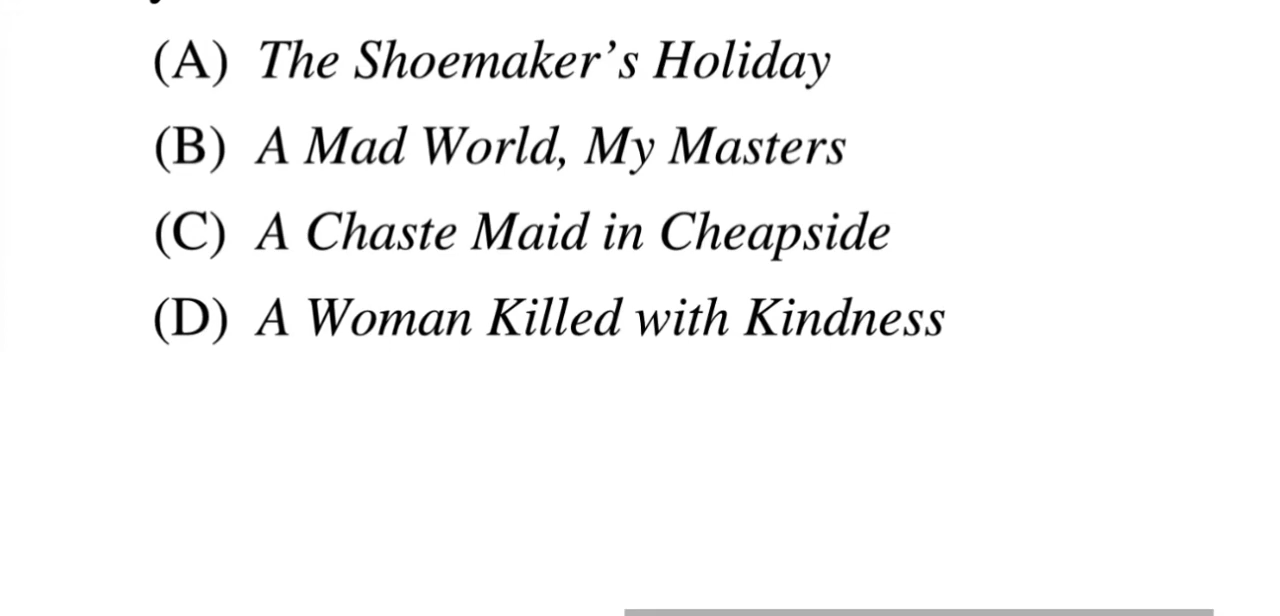 (A) The Shoemaker’s Holiday
(B) A Mad World, My Masters
(C) A Chaste Maid in Cheapside
(D) A Woman Killed with Kindness